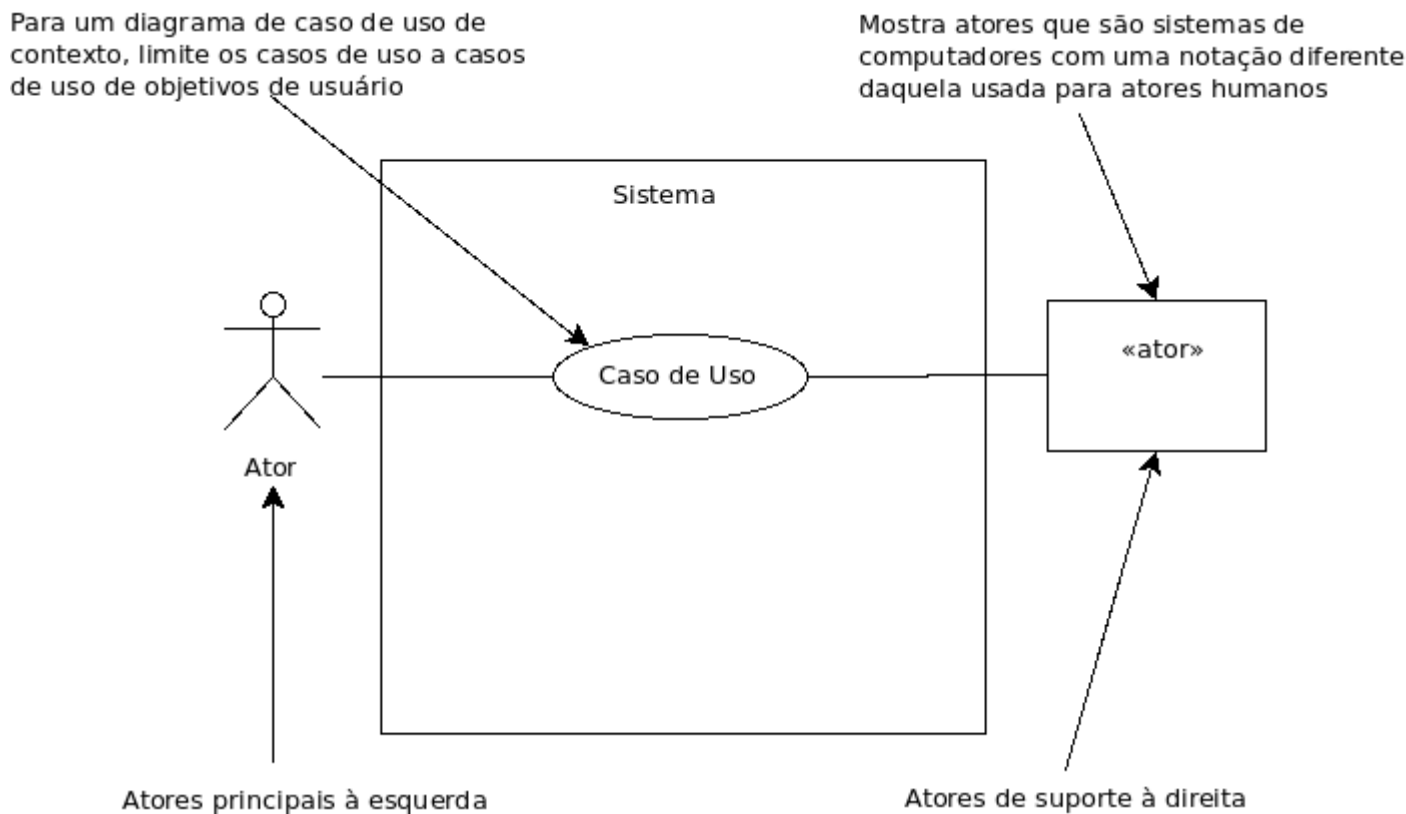 Para um diagrama de caso de uso de
contexto, limite os casos de uso a casos
de uso de objetivos de usuário
Mostra atores que são sistemas de
computadores com uma notação diferente
daquela usada para atores humanos
Sistema
«ator»
Caso de Uso
Ator
Atores principais à esquerda
Atores de suporte à direita